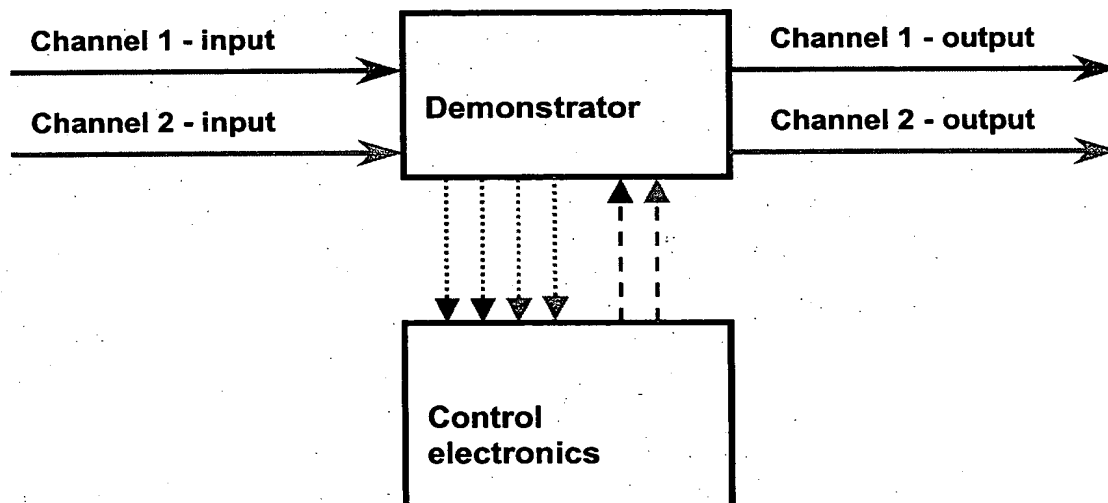 Channel 1 - input
Channel 1 - output
Channel 2 - input
Channel 2 - output
Demonstrator
Control
electronics